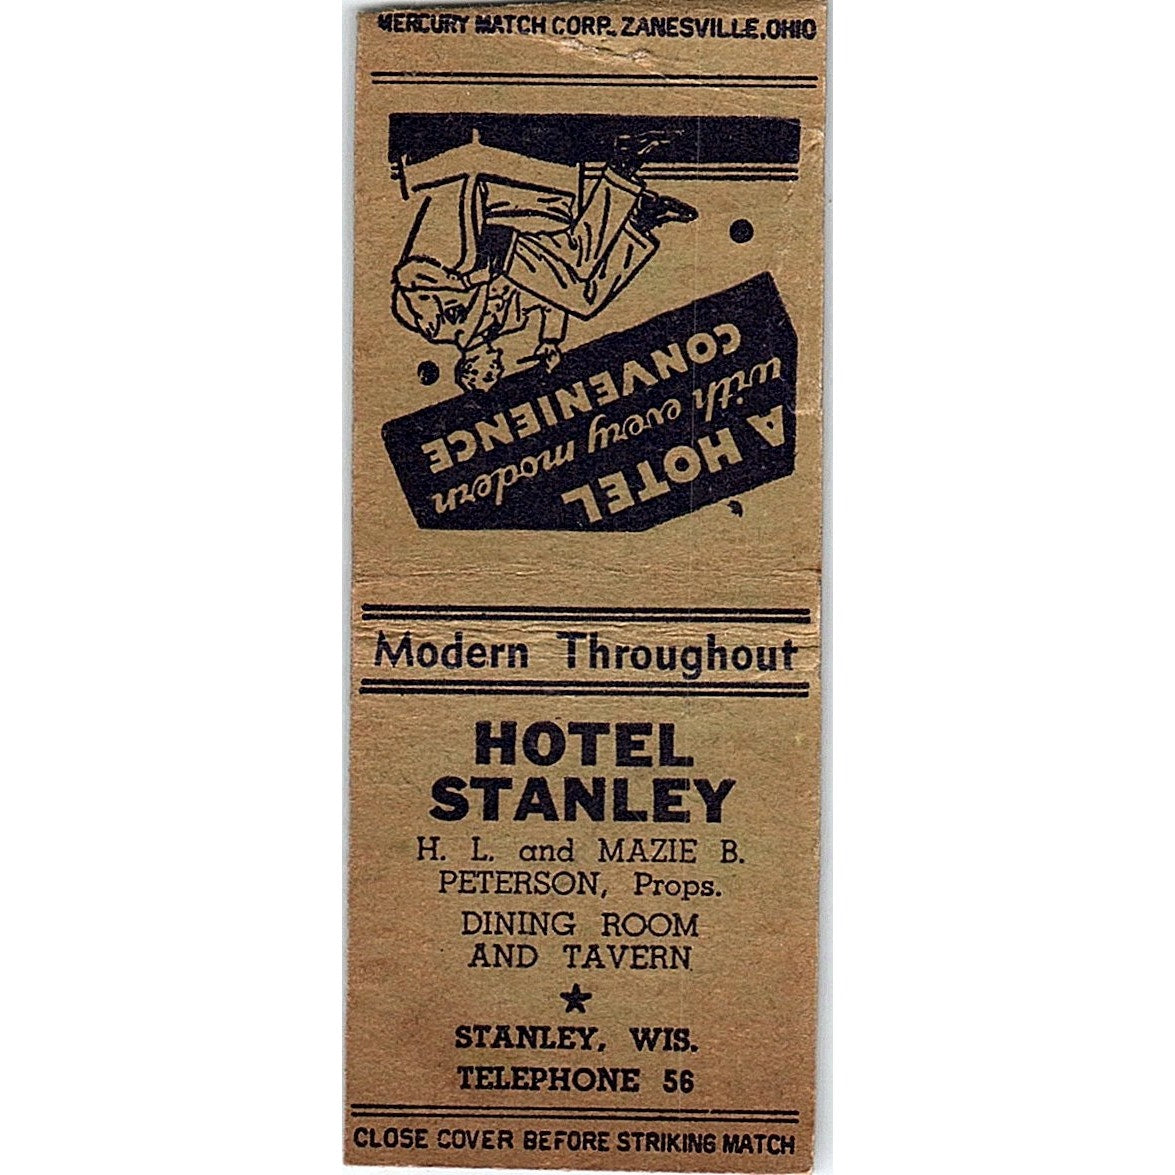 MERCURY MATCH CORP. ZANESVILLE, OHIO
A HOTEL
with every modern
CONVENIENCE
Modern Throughout
HOTEL
STANLEY
H. L. and MAZIE B.
PETERSON, Props.
DINING ROOM
AND TAVERN
STANLEY, WIS.
TELEPHONE 56
CLOSE COVER BEFORE STRIKING MATCH